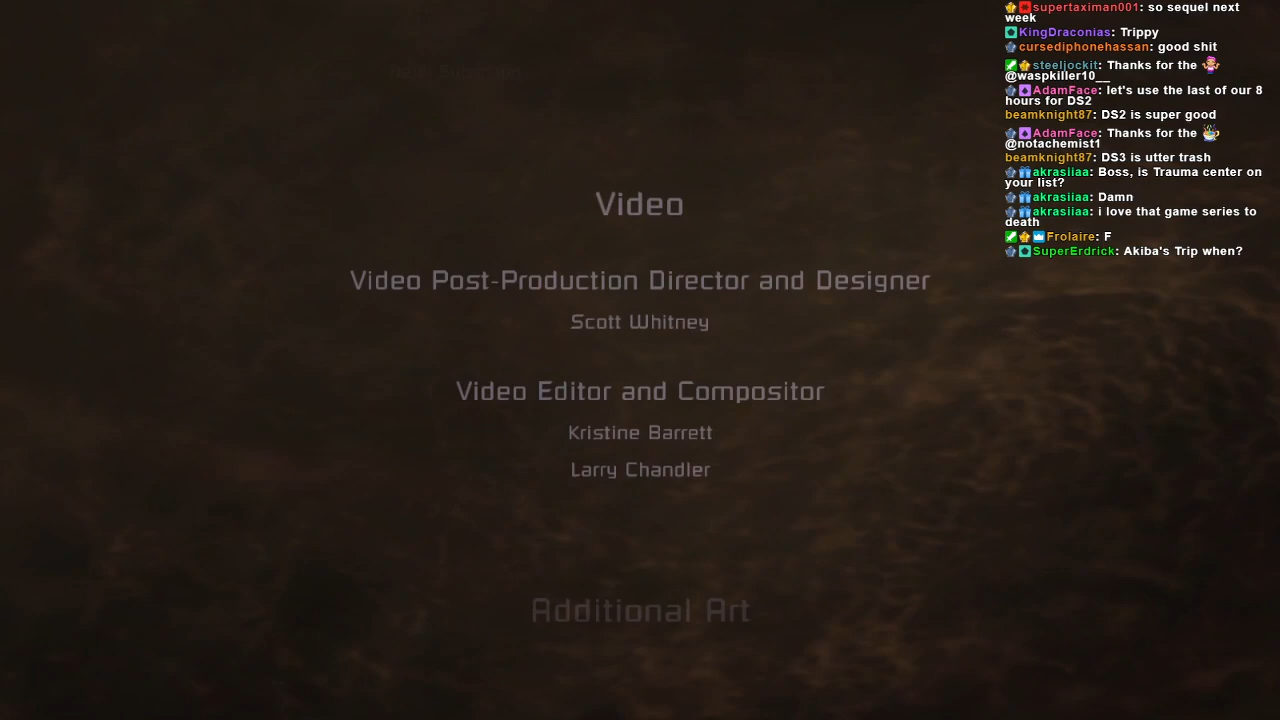 Video
Video Post-Production Director and Designer
Scott Whitney
Video Editor and Compositor
Kristine Barrett
Larry Chandler
Additional Art
supertaximan001: so sequel next
week
KingDraconias: Trippy
cursediphonehassan: good shit
steeljockit: Thanks for the
@waspkiller10__
AdamFace: let's use the last of our 8
hours for DS2
beamknight87: DS2 is super good
AdamFace: Thanks for the
@notachemist1
beamknight87: DS3 is utter trash
akrasiiaa: Boss, is Trauma center on
your list?
akrasiiaa: Damn
akrasiiaa: i love that game series to
death
Frolaire: F
SuperErdrick: Akiba's Trip when?